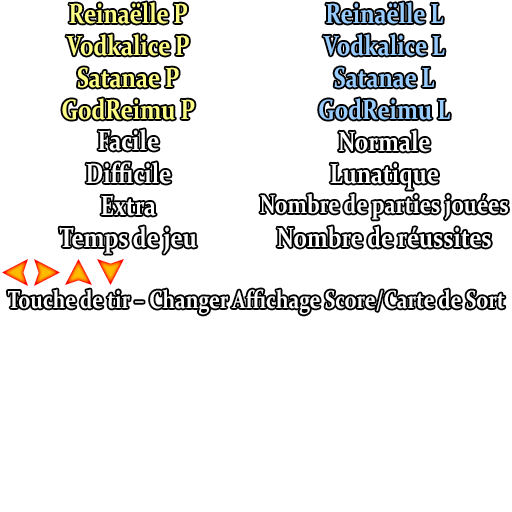 Reinaëlle P Reinaëlle L
Vodkalice P Vodkalice L
Satanae P Satanae L
GodReimu P GodReimu L
Facile Normale
Difficile Lunatique
Extra Nombre de parties jouées
Temps de jeu Nombre de réussites
Touche de tir - Changer Affichage Score/Carte de Sort